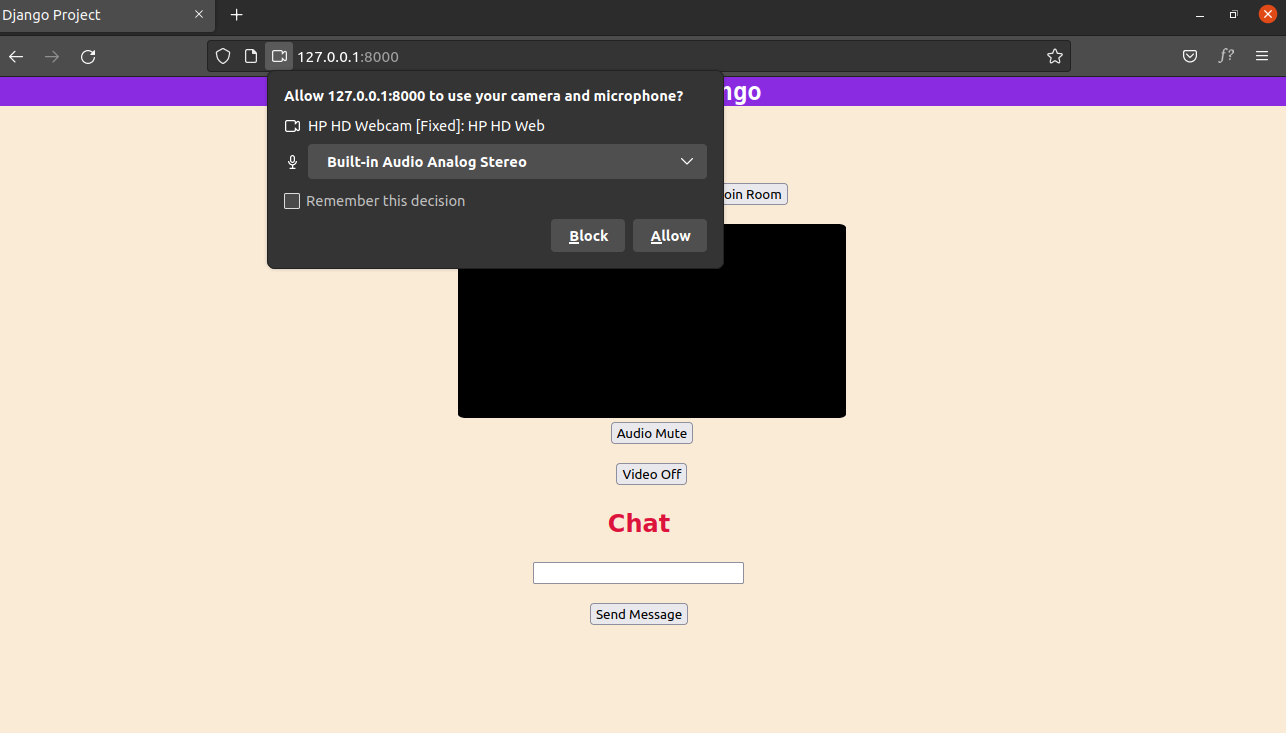 Django Project
127.0.0.1:8000
Allow 127.0.0.1:8000 to use your camera and microphone?
HP HD Webcam [Fixed]: HP HD Web
Built-in Audio Analog Stereo
Remember this decision
Block Allow
ngo
oin Room
Audio Mute
Video Off
Chat
Send Message